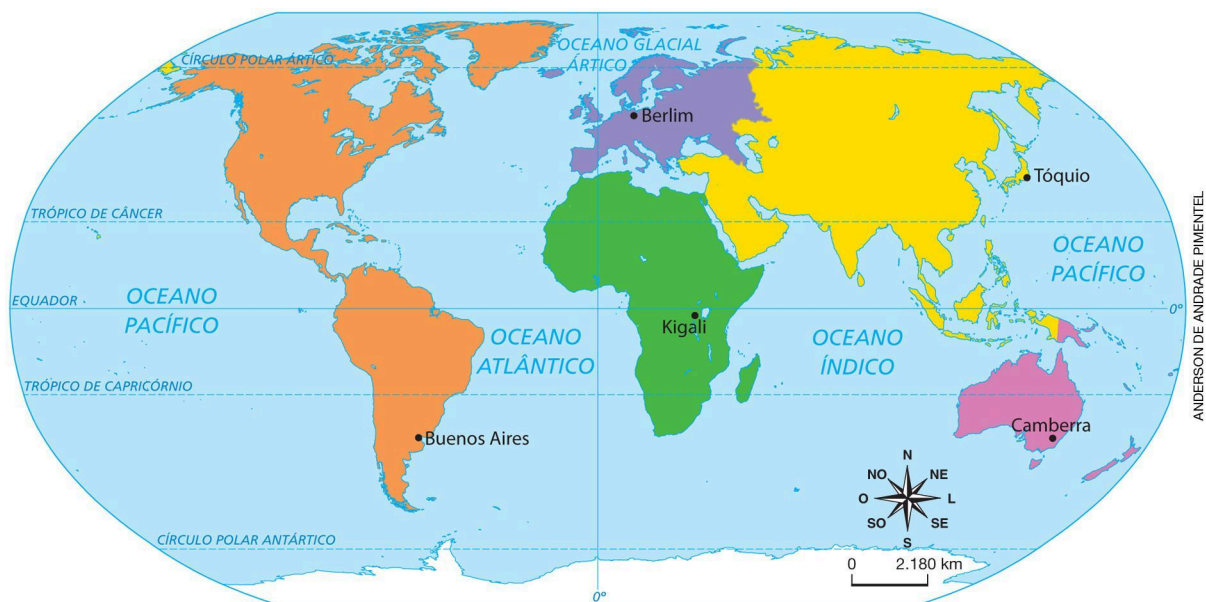 OCEANO GLACIAL
ÁRTICO
CÍRCULO POLAR ÁRTICO
Berlim
Tóquio
TRÓPICO DE CÂNCER
OCEANO
PACÍFICO
EQUADOR
0°
OCEANO
PACÍFICO
Kigali
OCEANO
ATLÂNTICO
OCEANO
ÍNDICO
TRÓPICO DE CAPRICÓRNIO
Buenos Aires
Camberra
N
NO
NE
O
L
SO
SE
S
CÍRCULO POLAR ANTÁRTICO
0
2.180 km
0°
ANDERSON DE ANDRADE PIMENTEL